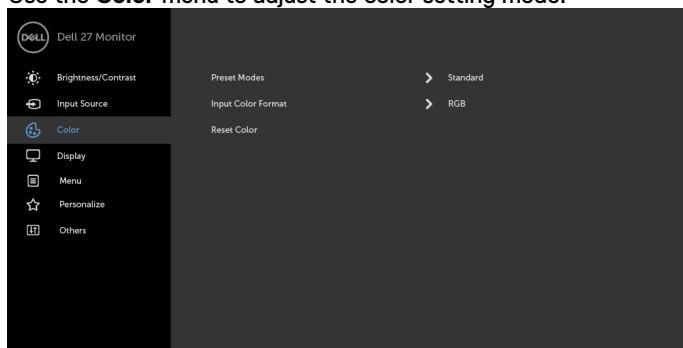 Use the Color menu to adjust the color setting mode.
DELL Dell 27 Monitor
Brightness/Contrast Preset Modes Standard
Input Source Input Color Format RGB
Color Reset Color
Display
Menu
Personalize
Others